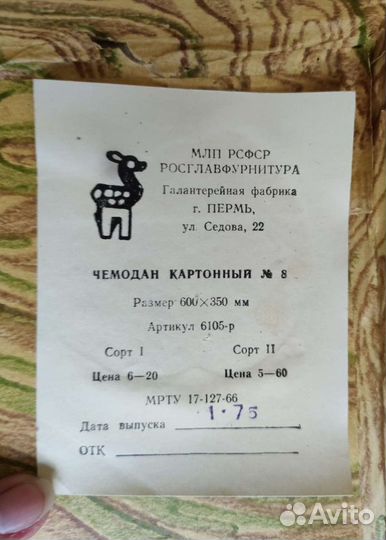 МЛП РСФСР
РОСГЛАВФУРНИТУРА
Галантерейная фабрика
г. ПЕРМЬ,
ул. Седова, 22
ЧЕМОДАН КАРТОННЫЙ № 8
Размер 600×350 мм
Артикул 6105-р
Сорт I Сорт II
Цена 6—20 Цена 5—60
МРТУ 17-127-66
Дата выпуска 1·75
ОТК
Avito